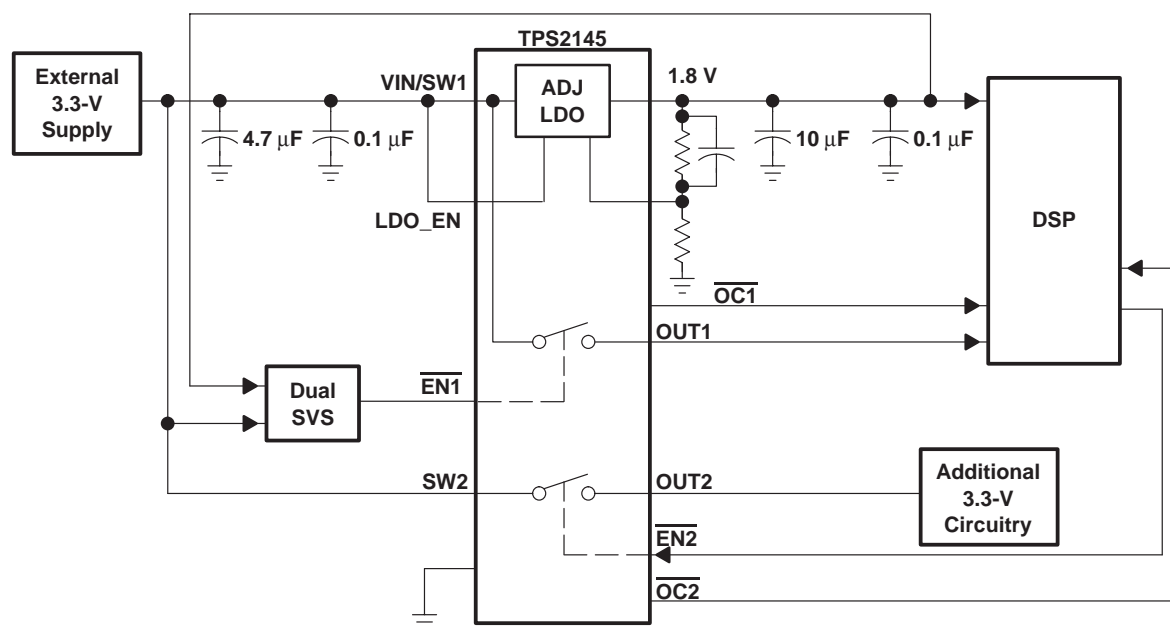 TPS2145
External
3.3-V
Supply
VIN/SW1
ADJ
LDO
1.8 V
4.7 μF
0.1 μF
10 μF
0.1 μF
LDO_EN
DSP
OC1
OUT1
Dual
SVS
EN1
SW2
OUT2
Additional
3.3-V
Circuitry
EN2
OC2